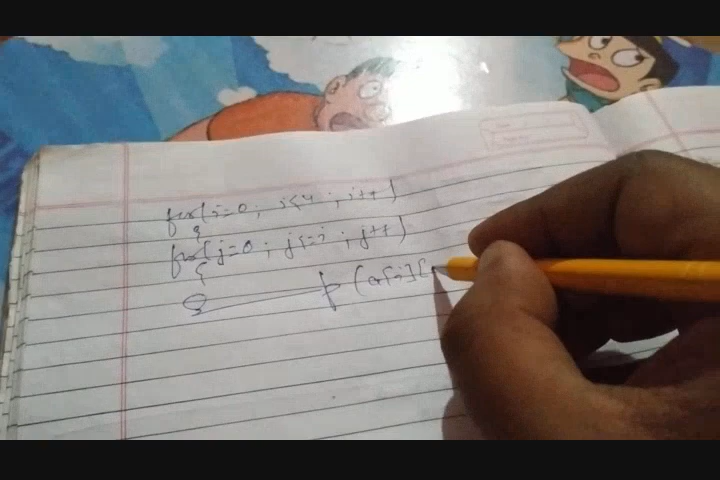 for(i=0; i<4; i++)
{
for(j=0; j<=i; j++)
{
p (a[i][